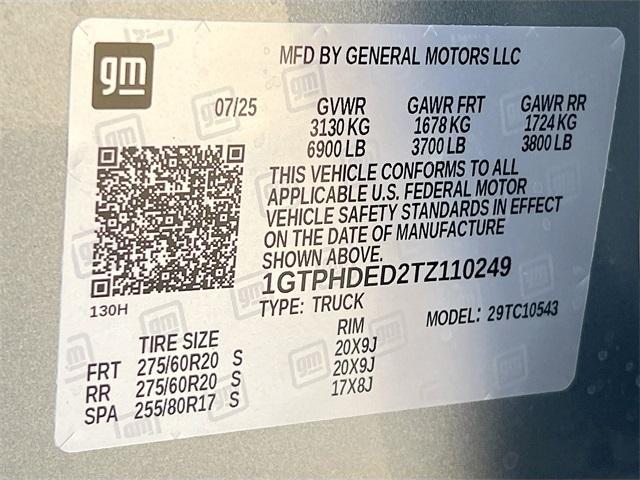 gm
MFD BY GENERAL MOTORS LLC
07/25 GVWR GAWR FRT GAWR RR
3130 KG 1678 KG 1724 KG
6900 LB 3700 LB 3800 LB
THIS VEHICLE CONFORMS TO ALL
APPLICABLE U.S. FEDERAL MOTOR
VEHICLE SAFETY STANDARDS IN EFFECT
ON THE DATE OF MANUFACTURE
SHOWN ABOVE.
1GTPHDED2TZ110249
130H
TYPE: TRUCK MODEL: 29TC10543
TIRE SIZE RIM
FRT 275/60R20 S 20X9J
RR 275/60R20 S 20X9J
SPA 255/80R17 S 17X8J